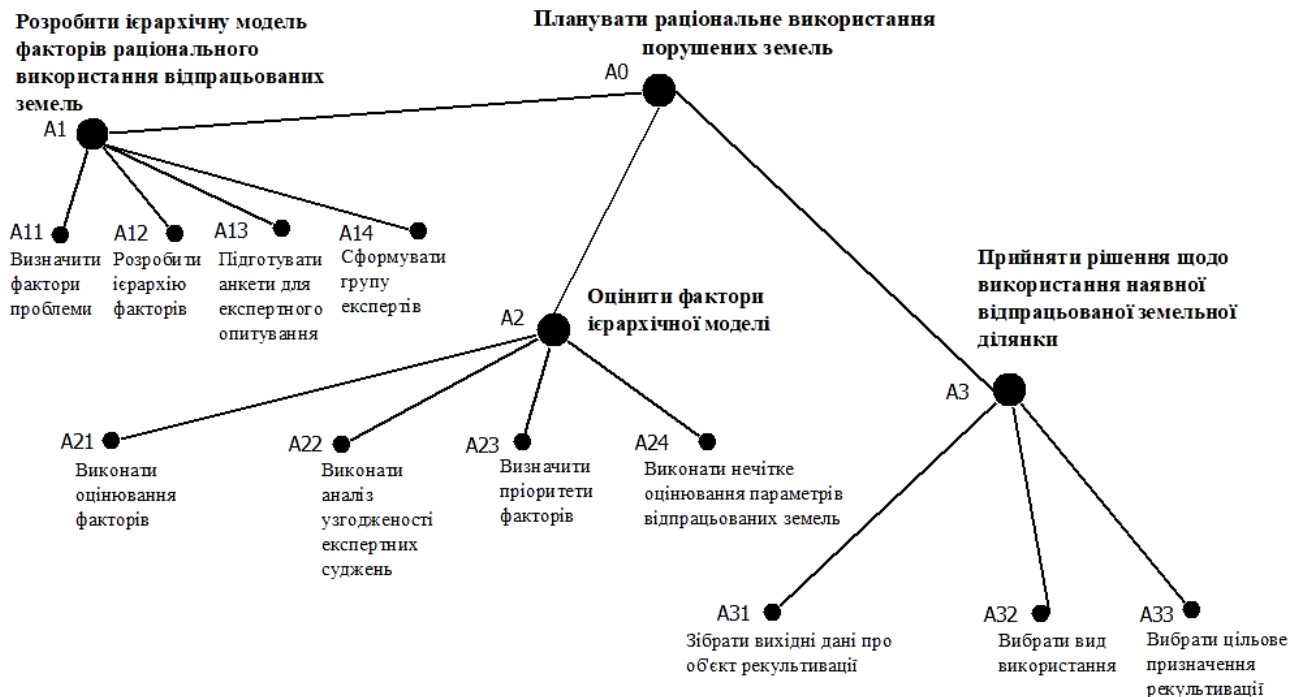 Розробити ієрархічну модель
факторів раціонального
використання відпрацьованих
земель
A1
Планувати раціональне використання
порушених земель
A0
A11
Визначити
фактори
проблеми
A12
Розробити
ієрархію
факторів
A13
Підготувати
анкети для
експертного
опитування
A14
Сформувати
групу
експертів
A2
Оцінити фактори
ієрархічної моделі
Прийняти рішення щодо
використання наявної
відпрацьованої земельної
ділянки
A3
A21
Виконати
оцінювання
факторів
A22
Виконати
аналіз
узгодженості
експертних
суджень
A23
Визначити
пріоритети
факторів
A24
Виконати нечітке
оцінювання параметрів
відпрацьованих земель
A31
Зібрати вихідні дані про
об'єкт рекультивації
A32
Вибрати вид
використання
A33
Вибрати цільове
призначення
рекультивації